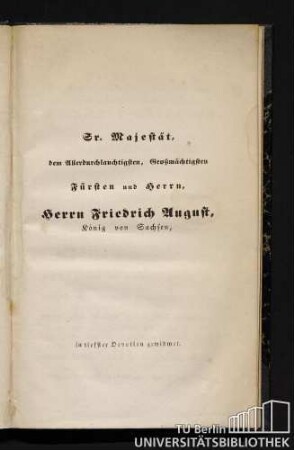 Sr. Majestät,
dem Allerdurchlauchtigsten, Großmächtigsten
Fürsten und Herrn,
Herrn Friedrich August,
König von Sachsen,
in tiefster Devotion gewidmet.
TU Berlin
UNIVERSITÄTSBIBLIOTHEK